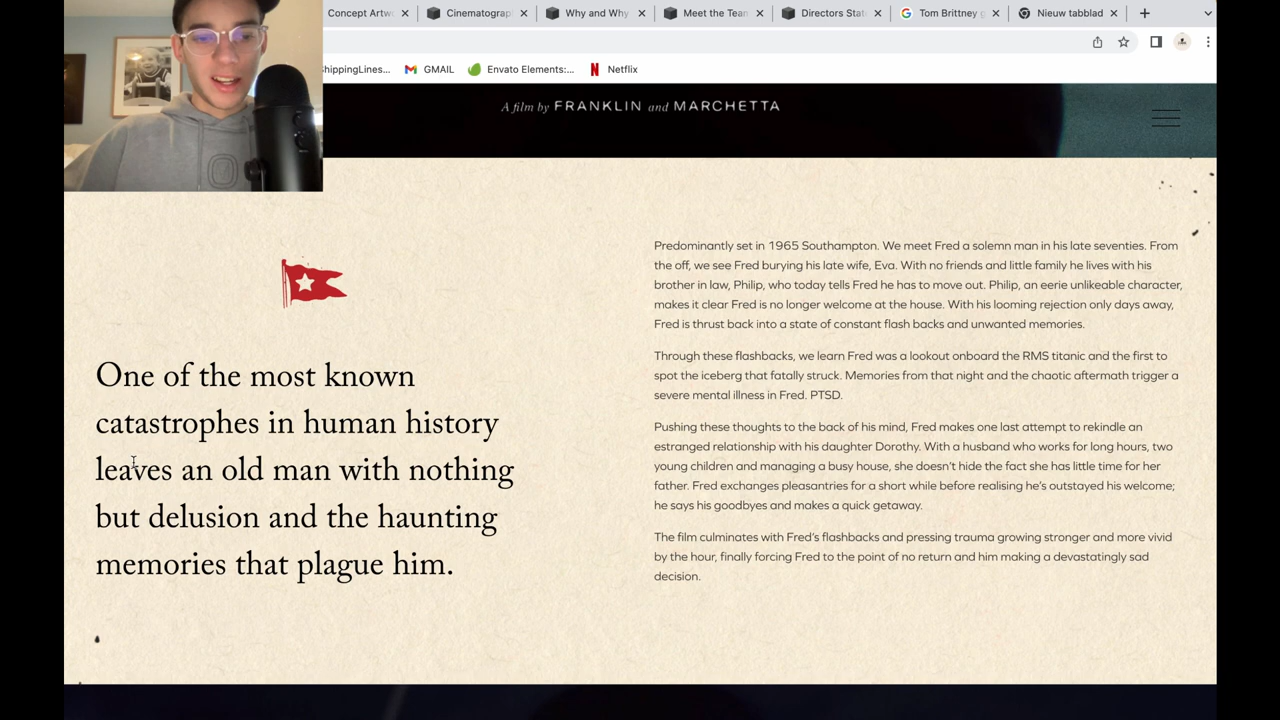 Concept Artw
Cinematograp
Why and Why
Meet the Tean
Directors Stat
Tom Brittney g
Nieuw tabblad
ShippingLines...
GMAIL
Envato Elements:...
Netflix
A film by FRANKLIN and MARCHETTA
One of the most known
catastrophes in human history
leaves an old man with nothing
but delusion and the haunting
memories that plague him.
Predominantly set in 1965 Southampton. We meet Fred a solemn man in his late seventies. From
the off, we see Fred burying his late wife, Eva. With no friends and little family he lives with his
brother in law, Philip, who today tells Fred he has to move out. Philip, an eerie unlikeable character,
makes it clear Fred is no longer welcome at the house. With his looming rejection only days away,
Fred is thrust back into a state of constant flash backs and unwanted memories.
Through these flashbacks, we learn Fred was a lookout onboard the RMS titanic and the first to
spot the iceberg that fatally struck. Memories from that night and the chaotic aftermath trigger a
severe mental illness in Fred. PTSD.
Pushing these thoughts to the back of his mind, Fred makes one last attempt to rekindle an
estranged relationship with his daughter Dorothy. With a husband who works for long hours, two
young children and managing a busy house, she doesn't hide the fact she has little time for her
father. Fred exchanges pleasantries for a short while before realising he's outstayed his welcome;
he says his goodbyes and makes a quick getaway.
The film culminates with Fred's flashbacks and pressing trauma growing stronger and more vivid
by the hour, finally forcing Fred to the point of no return and him making a devastatingly sad
decision.